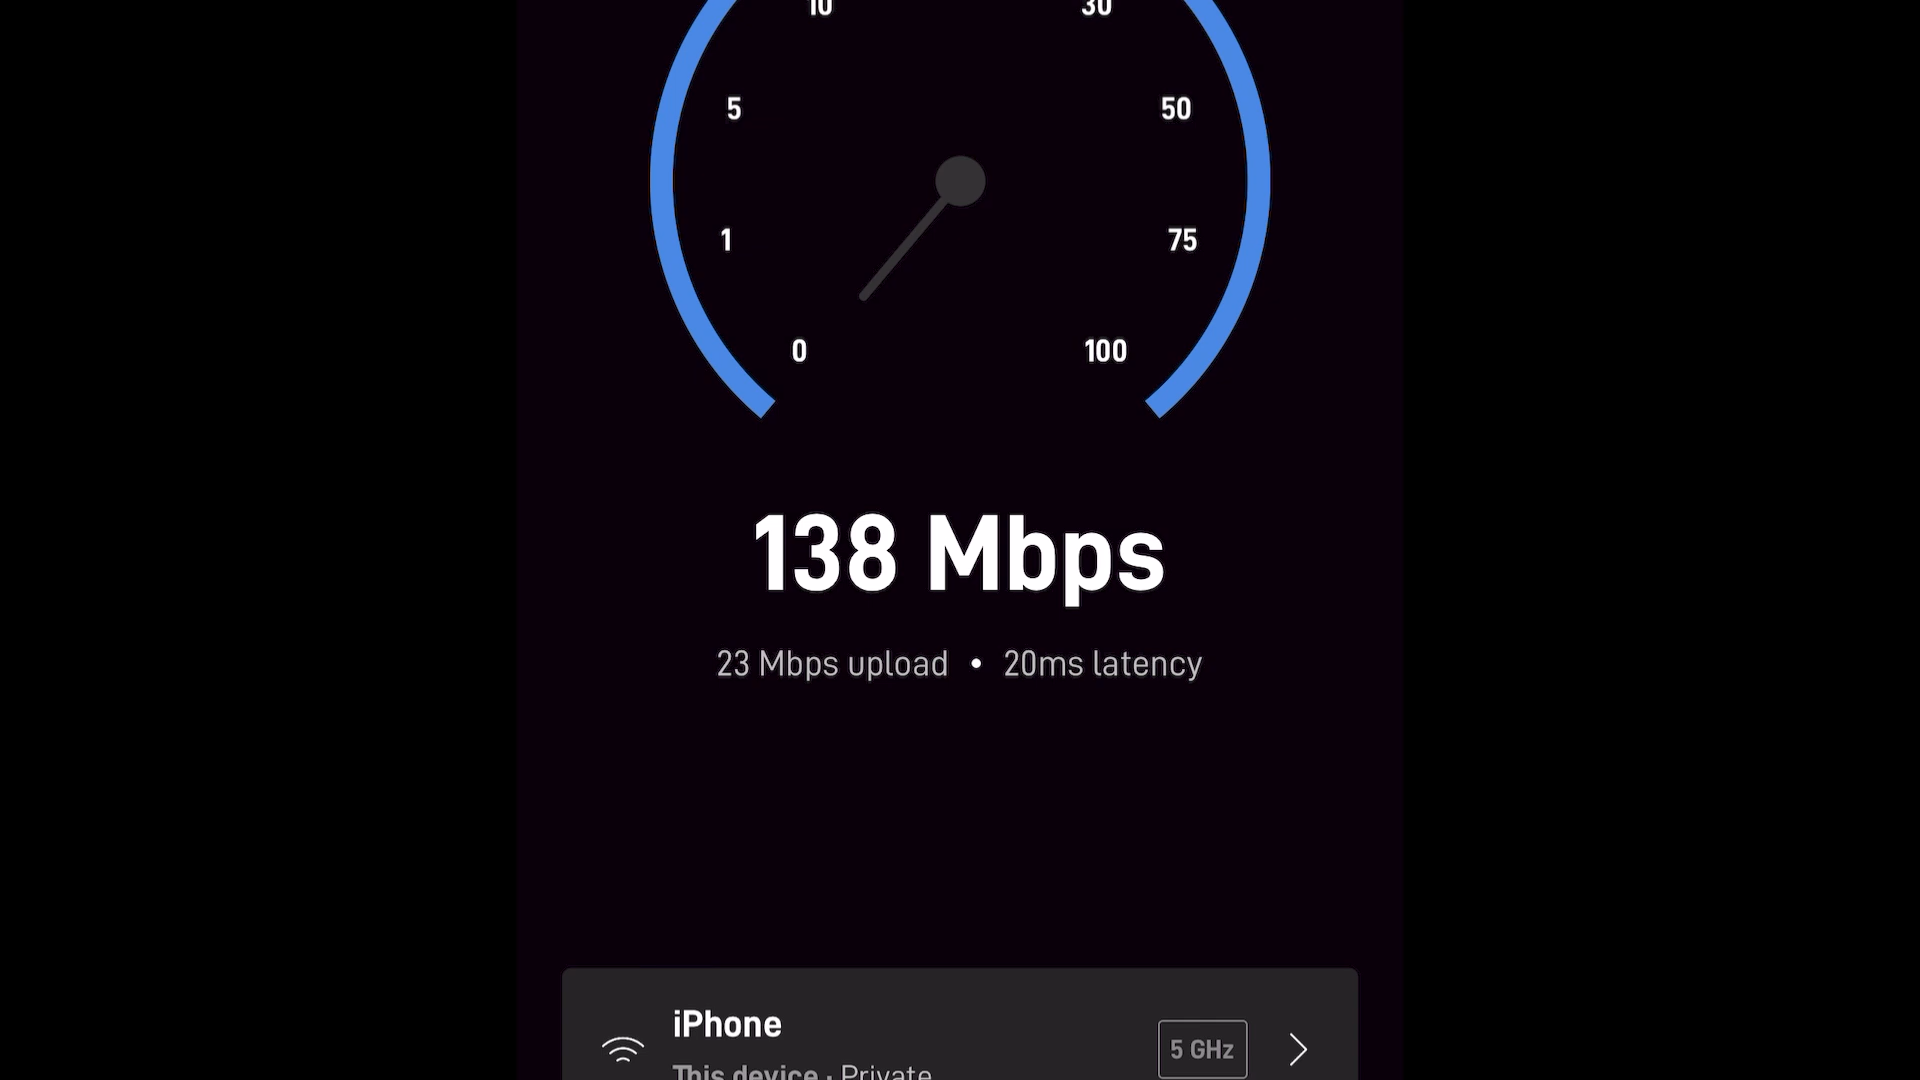 10 30
5 50
1 75
0 100
138 Mbps
23 Mbps upload • 20ms latency
iPhone
5 GHz
This device · Private